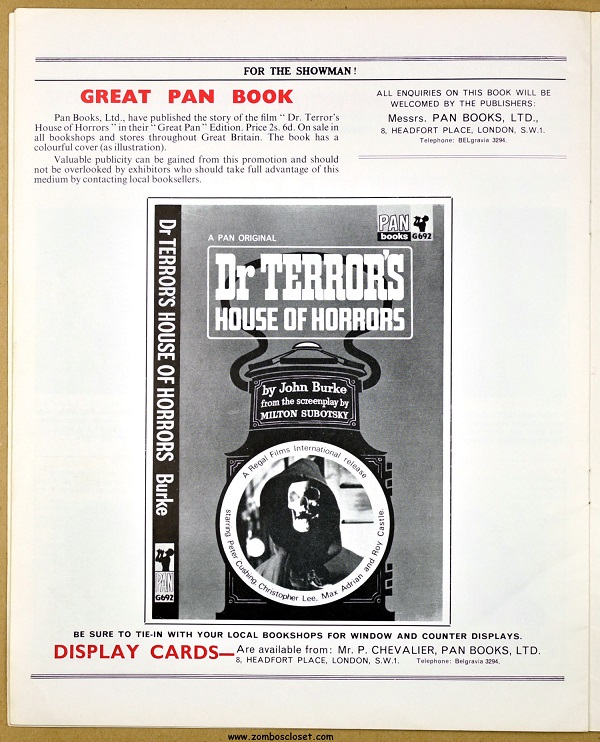 FOR THE SHOWMAN!
GREAT PAN BOOK
Pan Books, Ltd., have published the story of the film “ Dr. Terror’s
House of Horrors ” in their “ Great Pan ” Edition. Price 2s. 6d. On sale in
all bookshops and stores throughout Great Britain. The book has a
colourful cover (as illustration).
Valuable publicity can be gained from this promotion and should
not be overlooked by exhibitors who should take full advantage of this
medium by contacting local booksellers.
ALL ENQUIRIES ON THIS BOOK WILL BE
WELCOMED BY THE PUBLISHERS:
Messrs. PAN BOOKS, LTD.,
8, HEADFORT PLACE, LONDON, S.W.1.
Telephone: BELgravia 3294.
Dr TERROR'S HOUSE OF HORRORS Burke
PAN
G692
A PAN ORIGINAL
PAN
books G692
Dr TERROR'S
HOUSE OF HORRORS
by John Burke
from the screenplay by
MILTON SUBOTSKY
A Regal Films International release
starring Peter Cushing, Christopher Lee, Max Adrian and Roy Castle.
BE SURE TO TIE-IN WITH YOUR LOCAL BOOKSHOPS FOR WINDOW AND COUNTER DISPLAYS.
DISPLAY CARDS— Are available from: Mr. P. CHEVALIER, PAN BOOKS, LTD.
8, HEADFORT PLACE, LONDON, S.W.1. Telephone: Belgravia 3294.
www.zomboscloset.com